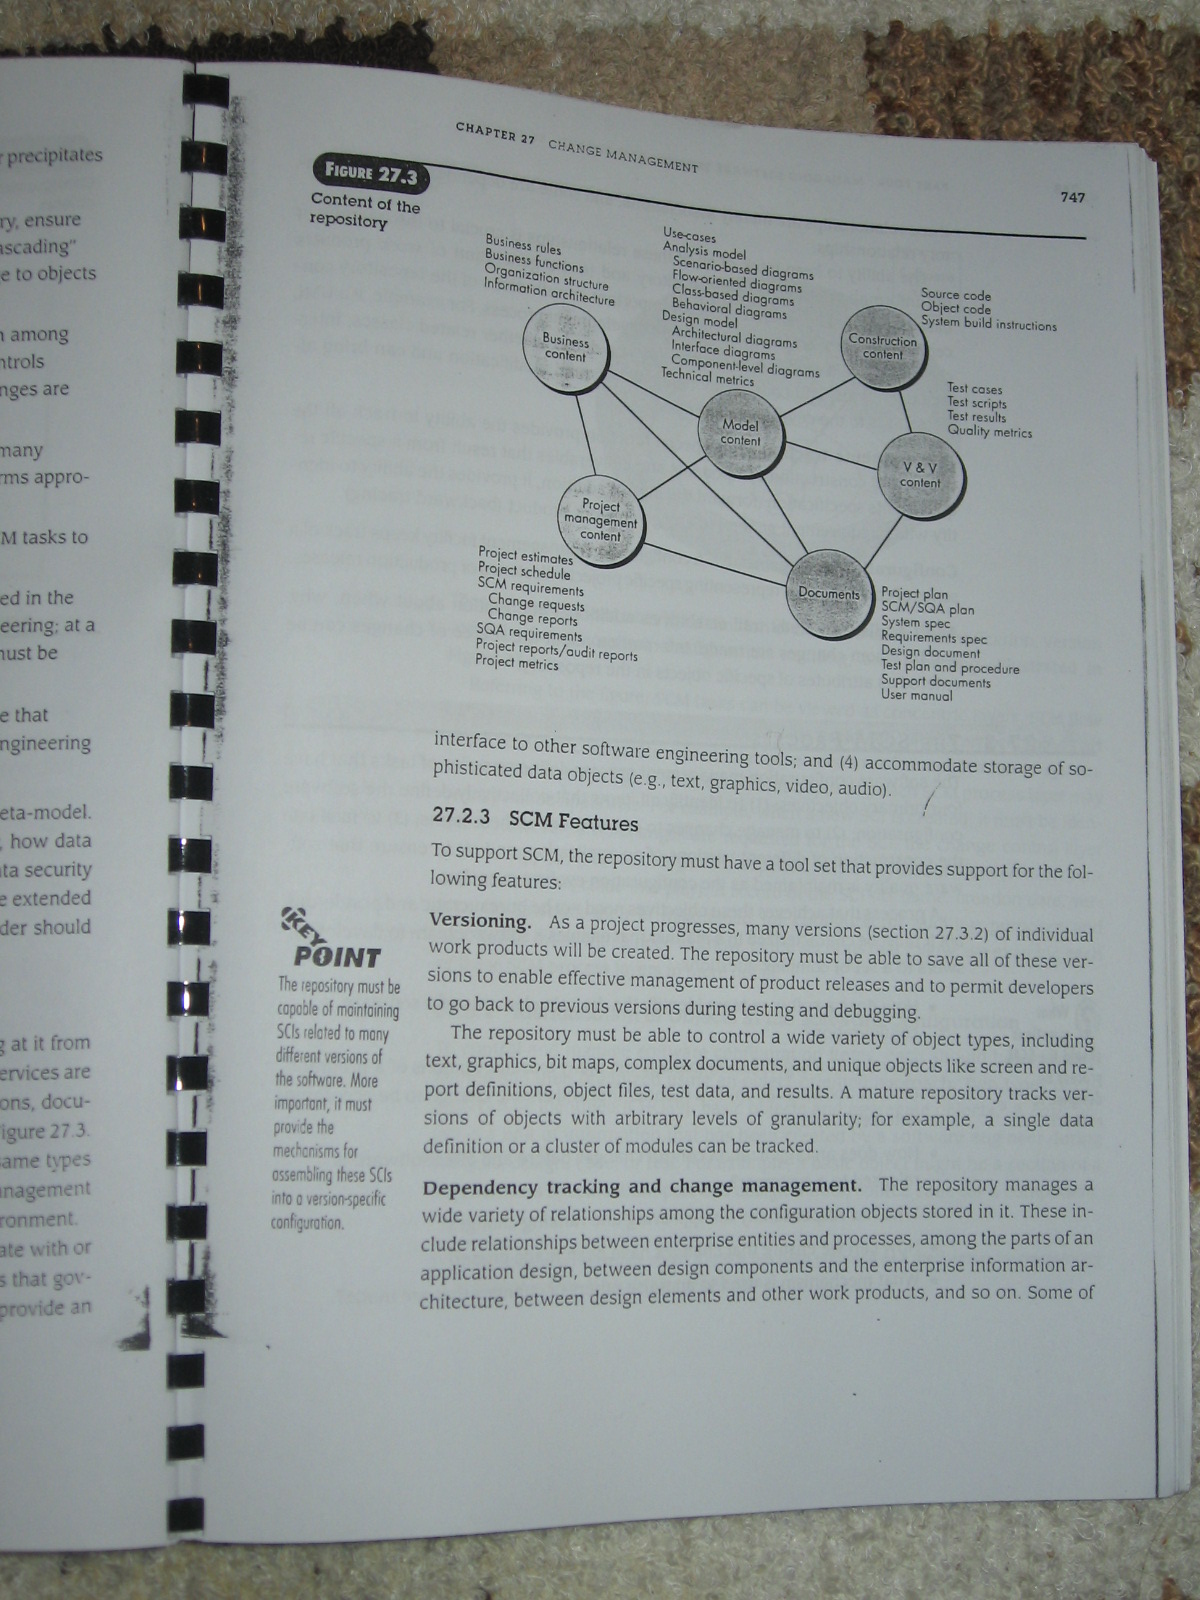 precipitates
ry, ensure
ascading"
e to objects
among
ntrols
nges are
many
rms appro-
M tasks to
ed in the
eering; at a
must be
e that
ngineering
eta-model.
how data
ata security
e extended
der should
g at it from
ervices are
ons, docu-
igure 27.3.
ame types
anagement
ronment.
ate with or
s that gov-
provide an
CHAPTER 27 CHANGE MANAGEMENT
747
FIGURE 27.3
Content of the
repository
Business rules
Business functions
Organization structure
Information architecture
Use-cases
Analysis model
Scenario-based diagrams
Flow-oriented diagrams
Class-based diagrams
Behavioral diagrams
Design model
Architectural diagrams
Interface diagrams
Component-level diagrams
Technical metrics
Source code
Object code
System build instructions
Business
content
Construction
content
Test cases
Test scripts
Test results
Quality metrics
Model
content
V & V
content
Project
management
content
Documents
Project estimates
Project schedule
SCM requirements
Change requests
Change reports
SQA requirements
Project reports/audit reports
Project metrics
Project plan
SCM/SQA plan
System spec
Requirements spec
Design document
Test plan and procedure
Support documents
User manual
interface to other software engineering tools; and (4) accommodate storage of so-
phisticated data objects (e.g., text, graphics, video, audio).
27.2.3 SCM Features
To support SCM, the repository must have a tool set that provides support for the fol-
lowing features:
KEY
POINT
The repository must be
capable of maintaining
SCIs related to many
different versions of
the software. More
important, it must
provide the
mechanisms for
assembling these SCIs
into a version-specific
configuration.
Versioning. As a project progresses, many versions (section 27.3.2) of individual
work products will be created. The repository must be able to save all of these ver-
sions to enable effective management of product releases and to permit developers
to go back to previous versions during testing and debugging.
The repository must be able to control a wide variety of object types, including
text, graphics, bit maps, complex documents, and unique objects like screen and re-
port definitions, object files, test data, and results. A mature repository tracks ver-
sions of objects with arbitrary levels of granularity; for example, a single data
definition or a cluster of modules can be tracked.
Dependency tracking and change management. The repository manages a
wide variety of relationships among the configuration objects stored in it. These in-
clude relationships between enterprise entities and processes, among the parts of an
application design, between design components and the enterprise information ar-
chitecture, between design elements and other work products, and so on. Some of